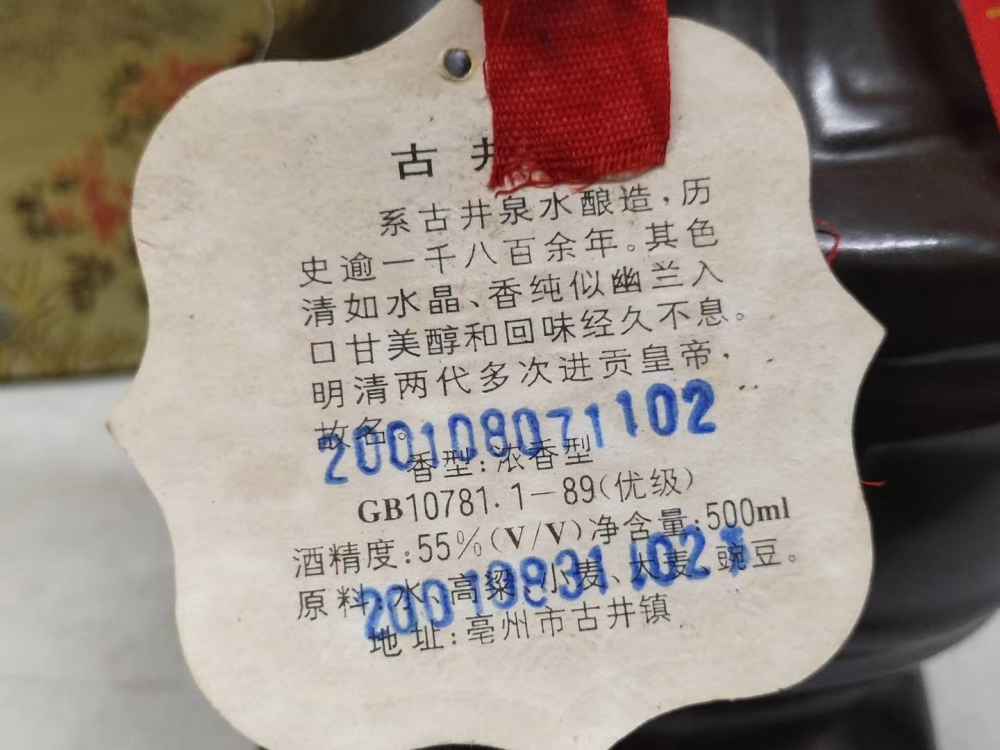 古井
系古井泉水酿造，历
史逾一千八百余年。其色
清如水晶、香纯似幽兰入
口甘美醇和回味经久不息。
明清两代多次进贡皇帝，
故名。
200108071102
香型：浓香型
GB10781.1－89（优级）
酒精度：55%(V/V)净含量：500ml
原料：水、高粱、小麦、大麦、豌豆。
地址：亳州市古井镇